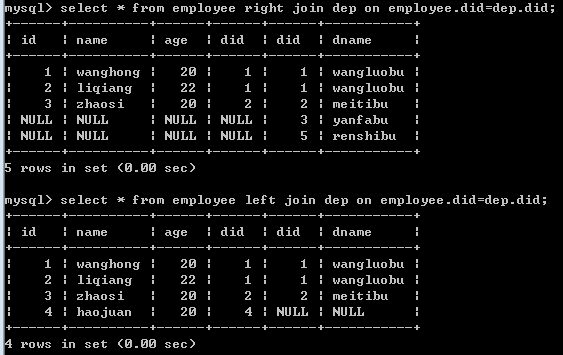 mysql> select * from employee right join dep on employee.did=dep.did;
+------+----------+------+------+------+-----------+
| id | name | age | did | did | dname |
+------+----------+------+------+------+-----------+
| 1 | wanghong | 20 | 1 | 1 | wangluobu |
| 2 | liqiang | 22 | 1 | 1 | wangluobu |
| 3 | zhaosi | 20 | 2 | 2 | meitibu |
| NULL | NULL | NULL | NULL | 3 | yanfabu |
| NULL | NULL | NULL | NULL | 5 | renshibu |
+------+----------+------+------+------+-----------+
5 rows in set (0.00 sec)
mysql> select * from employee left join dep on employee.did=dep.did;
+------+----------+------+------+------+-----------+
| id | name | age | did | did | dname |
+------+----------+------+------+------+-----------+
| 1 | wanghong | 20 | 1 | 1 | wangluobu |
| 2 | liqiang | 22 | 1 | 1 | wangluobu |
| 3 | zhaosi | 20 | 2 | 2 | meitibu |
| 4 | haojuan | 20 | 4 | NULL | NULL |
+------+----------+------+------+------+-----------+
4 rows in set (0.00 sec)